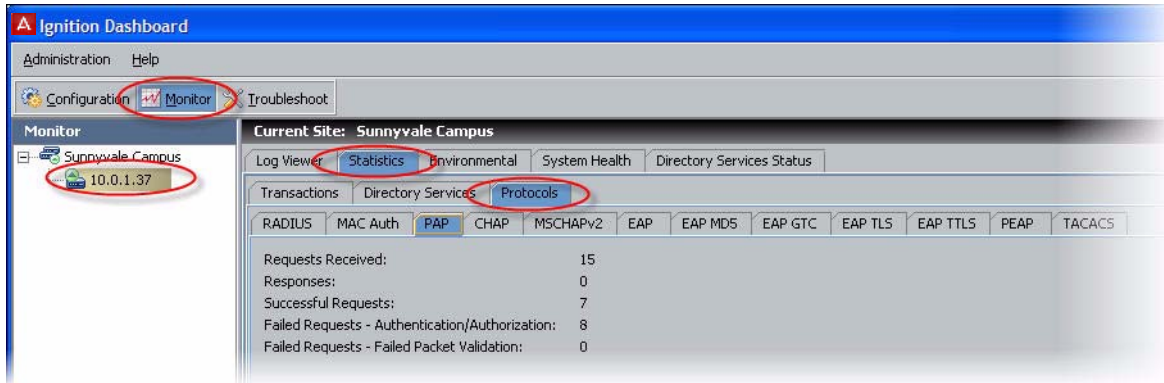 A Ignition Dashboard
Administration Help
Configuration Monitor Troubleshoot
Monitor
Current Site: Sunnyvale Campus
Sunnyvale Campus
10.0.1.37
Log Viewer Statistics Environmental System Health Directory Services Status
Transactions Directory Services Protocols
RADIUS MAC Auth PAP CHAP MSCHAPv2 EAP EAP MD5 EAP GTC EAP TLS EAP TTLS PEAP TACACS
Requests Received: 15
Responses: 0
Successful Requests: 7
Failed Requests - Authentication/Authorization: 8
Failed Requests - Failed Packet Validation: 0